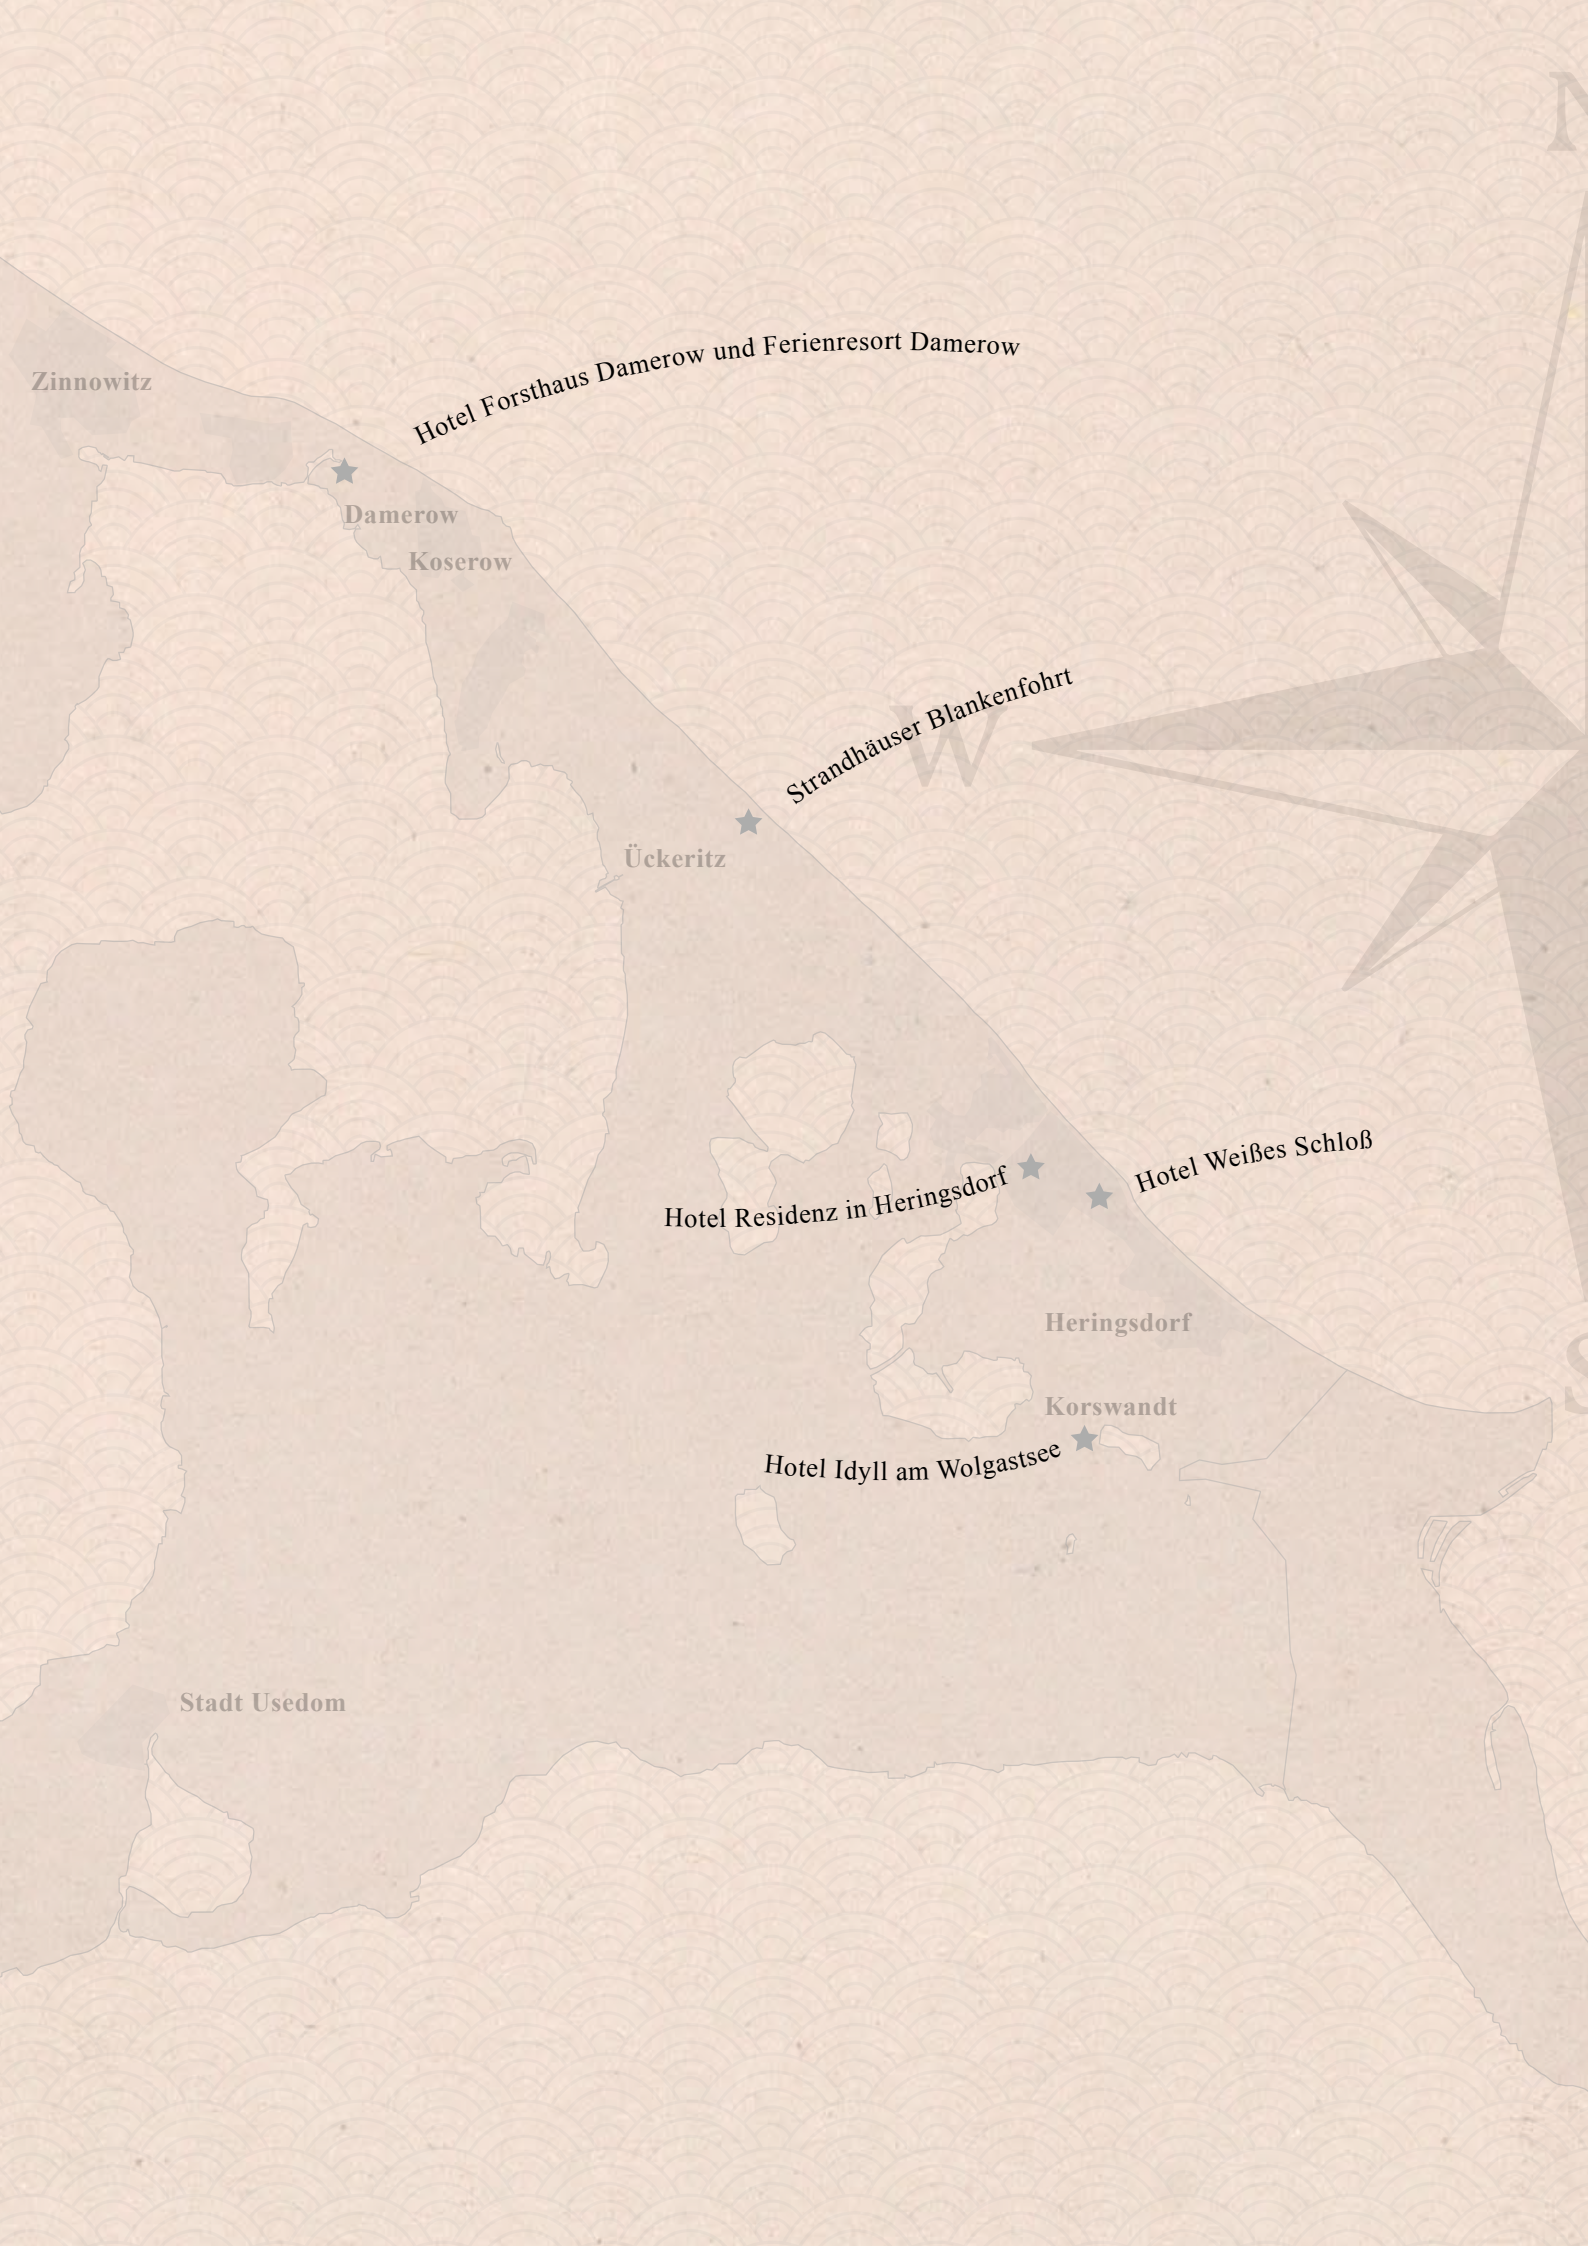 N
Hotel Forsthaus Damerow und Ferienresort Damerow
Zinnowitz
Damerow
Koserow
Strandhäuser Blankenfohrt
W
Ückeritz
Hotel Weißes Schloß
Hotel Residenz in Heringsdorf
Heringsdorf
S
Korswandt
Hotel Idyll am Wolgastsee
Stadt Usedom